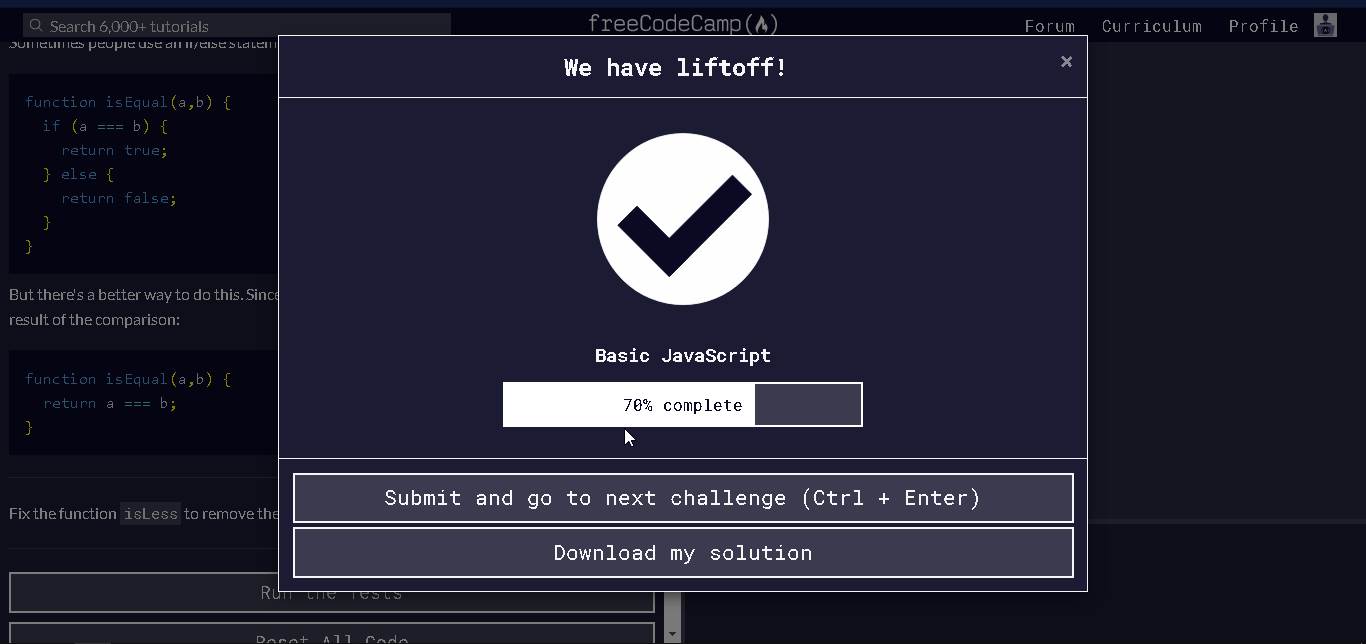 Search 6,000+ tutorials
freeCodeCamp
Forum
Curriculum
Profile
Sometimes people use an if/else statem
function isEqual(a,b) {
if (a === b) {
return true;
} else {
return false;
}
}
But there's a better way to do this. Since
result of the comparison:
function isEqual(a,b) {
return a === b;
}
Fix the function isLess to remove the
Run the Tests
Reset All Code
We have liftoff!
×
Basic JavaScript
70% complete
Submit and go to next challenge (Ctrl + Enter)
Download my solution